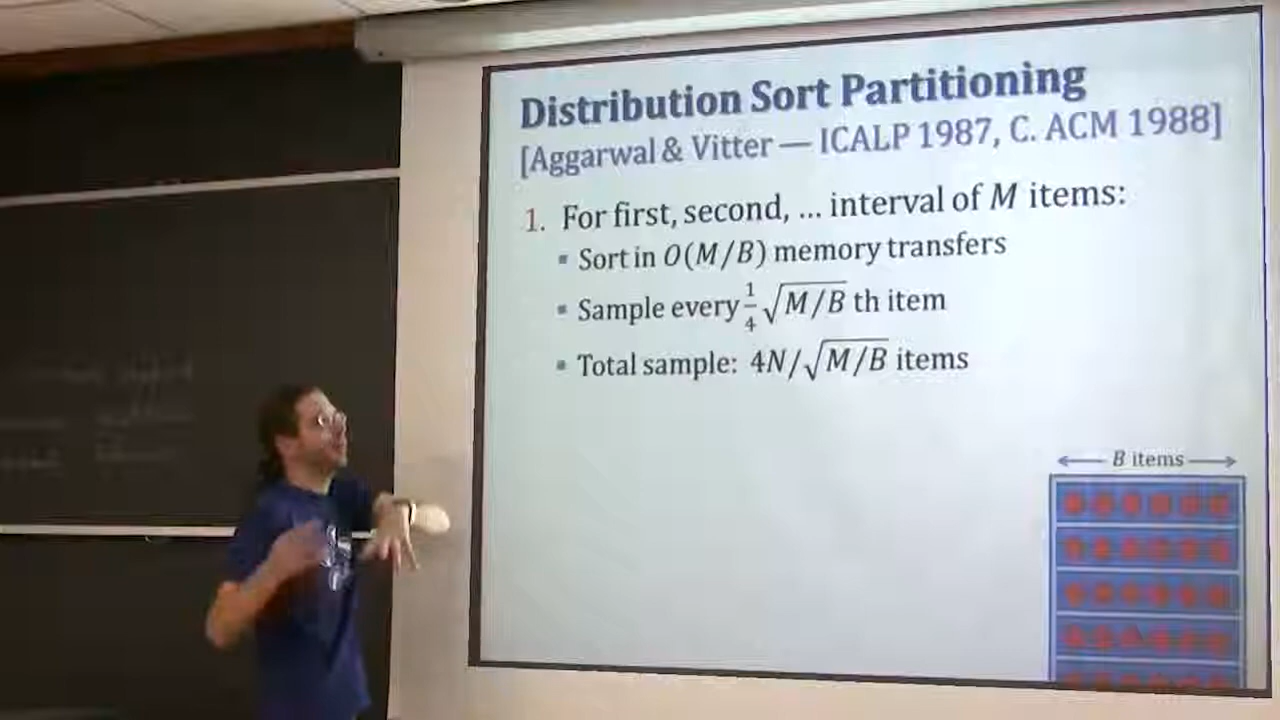 Distribution Sort Partitioning
[Aggarwal & Vitter — ICALP 1987, C. ACM 1988]
1. For first, second, ... interval of M items:
▪ Sort in O(M/B) memory transfers
▪ Sample every 1/4 √M/B th item
▪ Total sample: 4N/√M/B items
B items